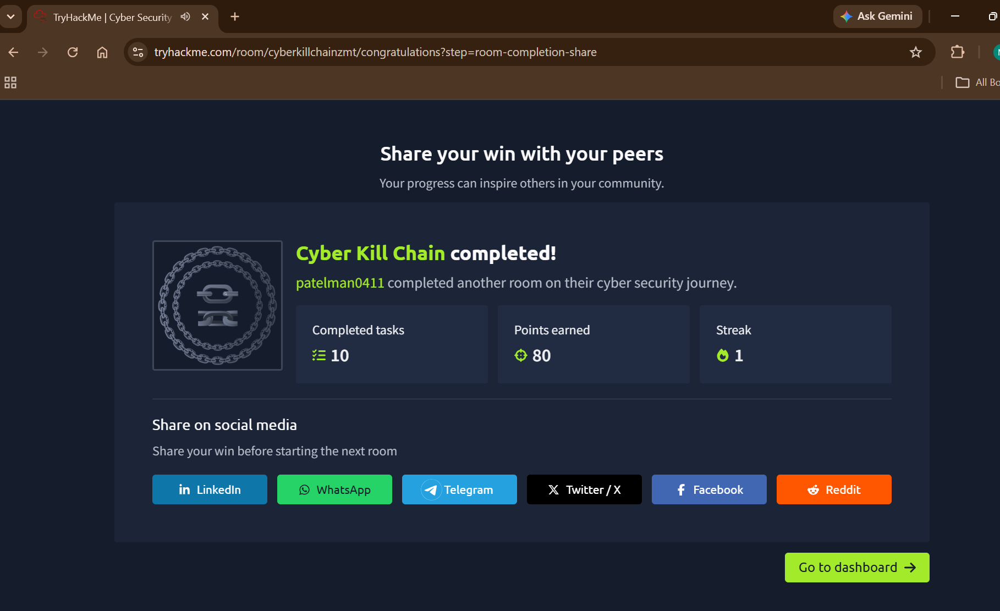 TryHackMe | Cyber Security
Ask Gemini
tryhackme.com/room/cyberkillchainzmt/congratulations?step=room-completion-share
All Bo
Share your win with your peers
Your progress can inspire others in your community.
Cyber Kill Chain completed!
patelman0411 completed another room on their cyber security journey.
Completed tasks
10
Points earned
80
Streak
1
Share on social media
Share your win before starting the next room
LinkedIn
WhatsApp
Telegram
Twitter / X
Facebook
Reddit
Go to dashboard